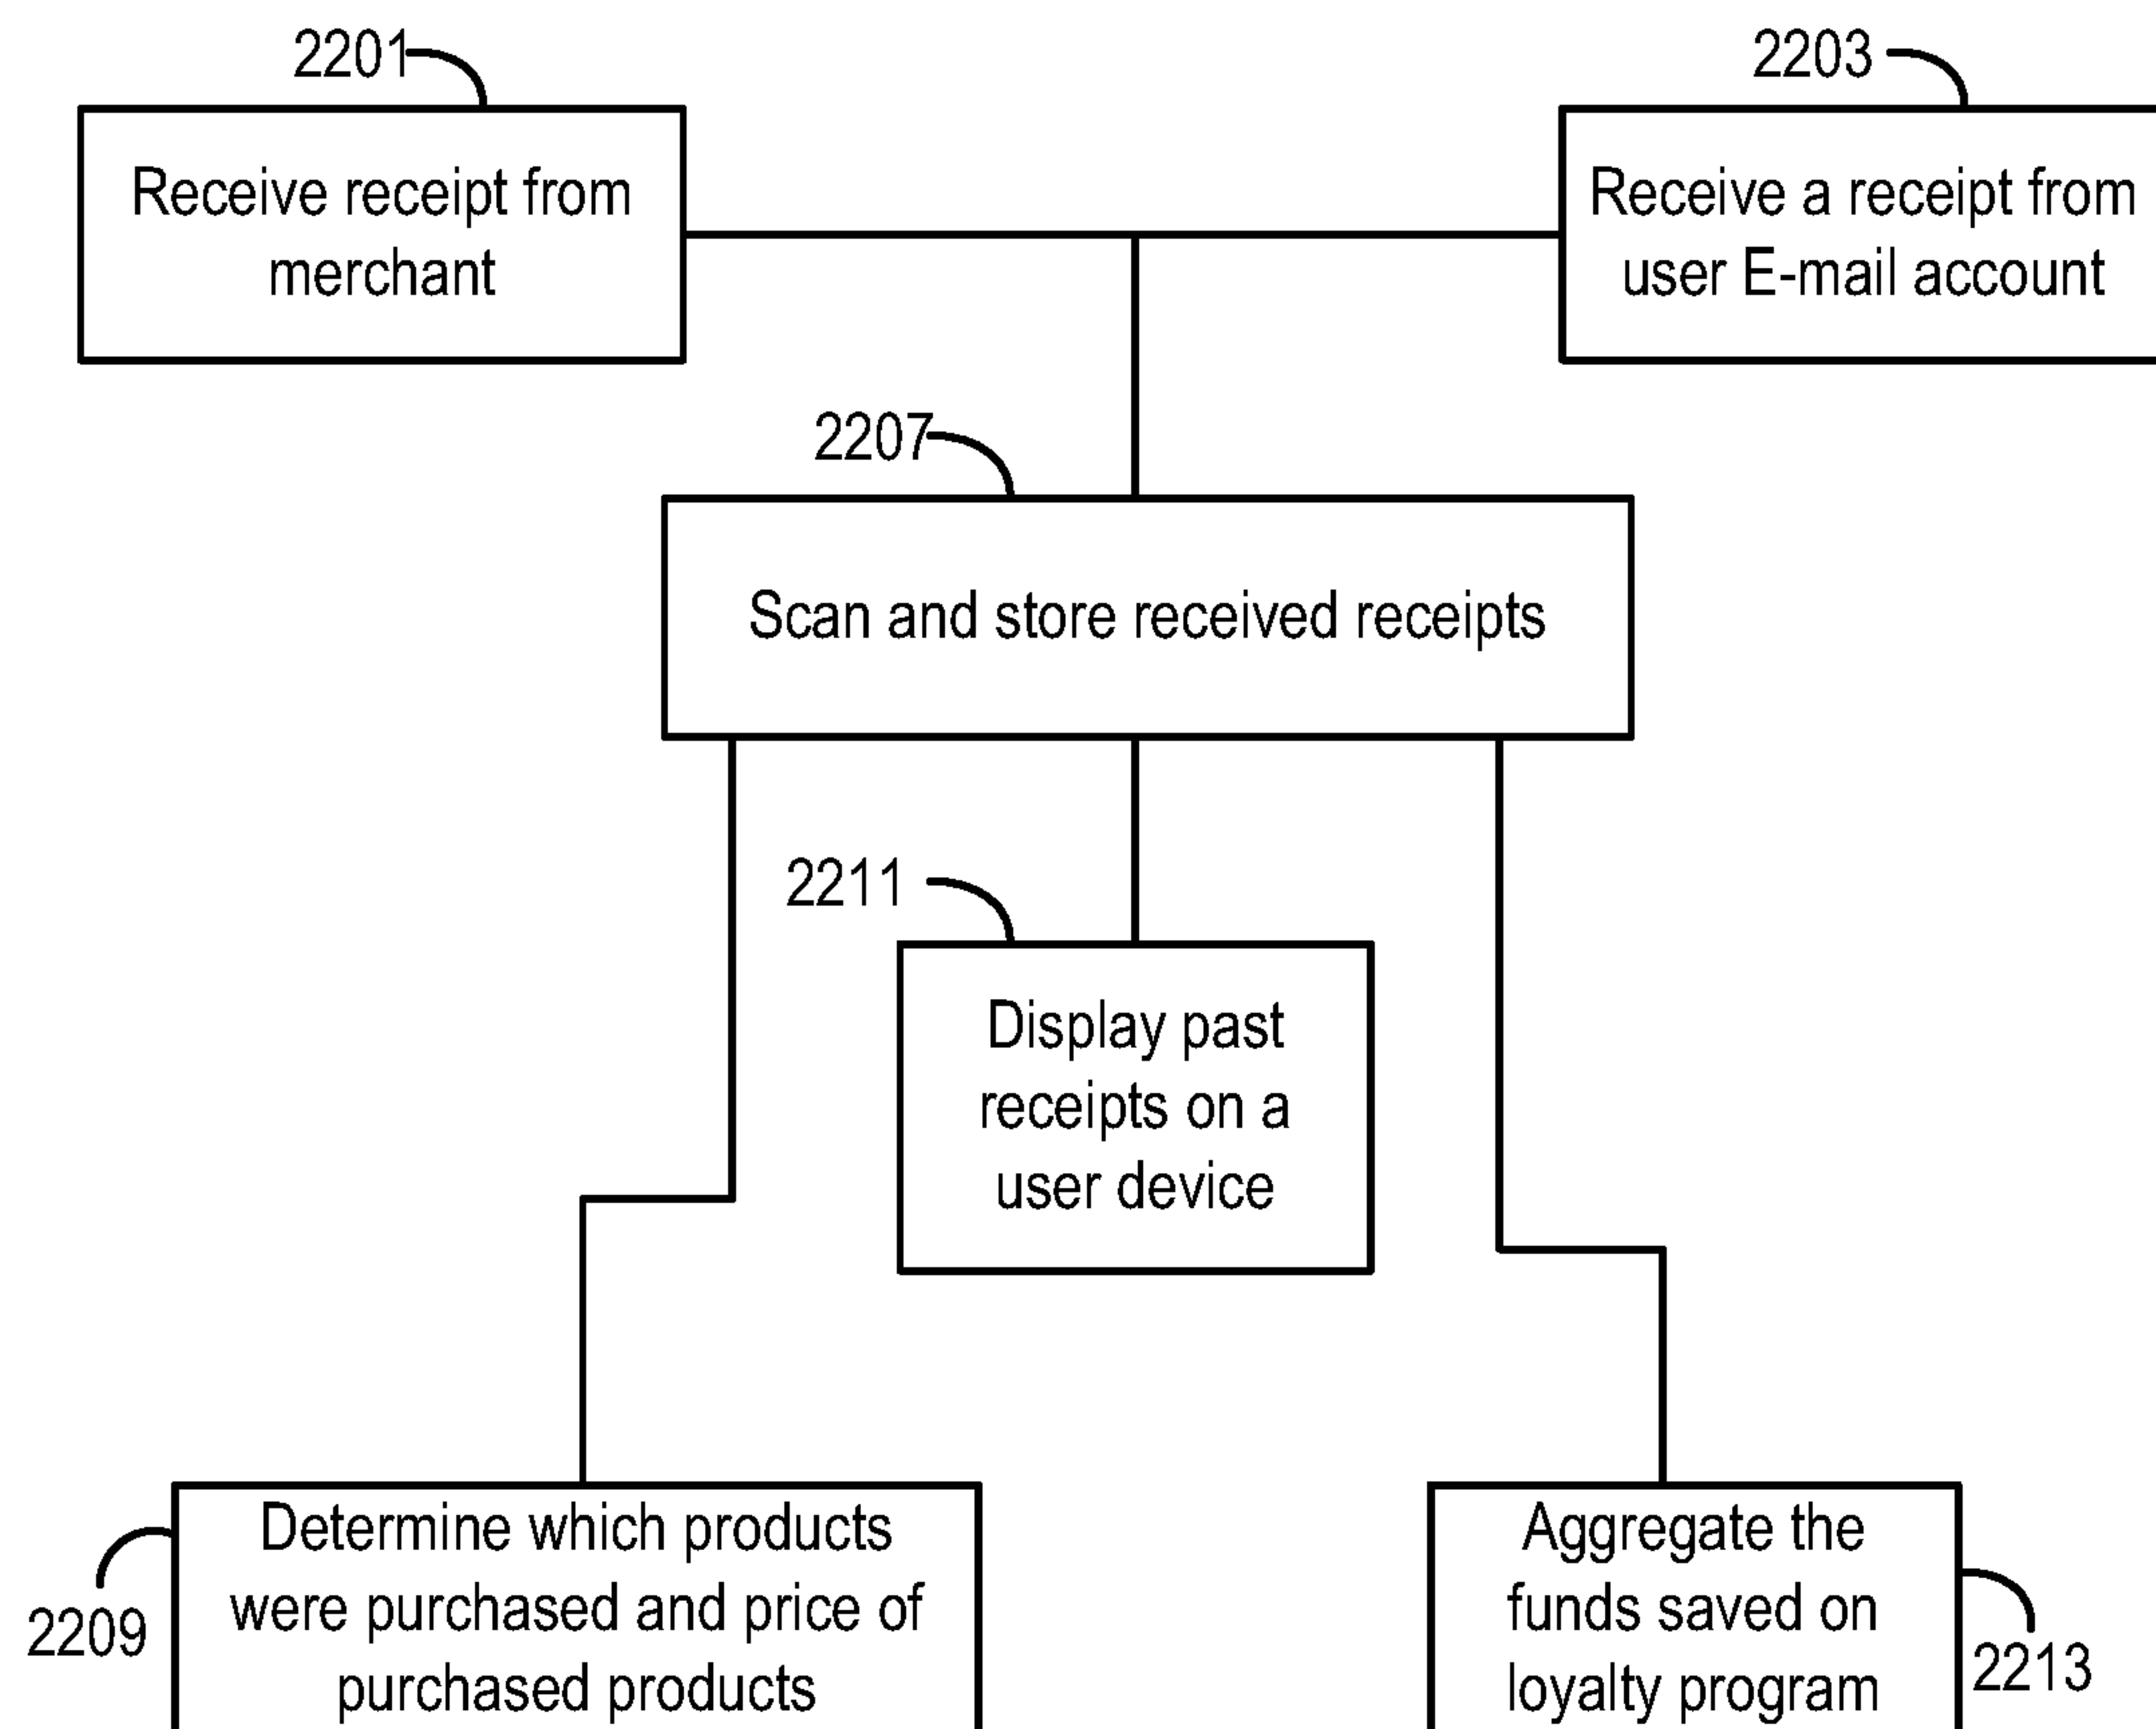 2201
2203
Receive receipt from
merchant
Receive a receipt from
user E-mail account
2207
Scan and store received receipts
2211
Display past
receipts on a
user device
Determine which products
were purchased and price of
purchased products
2209
Aggregate the
funds saved on
loyalty program
2213